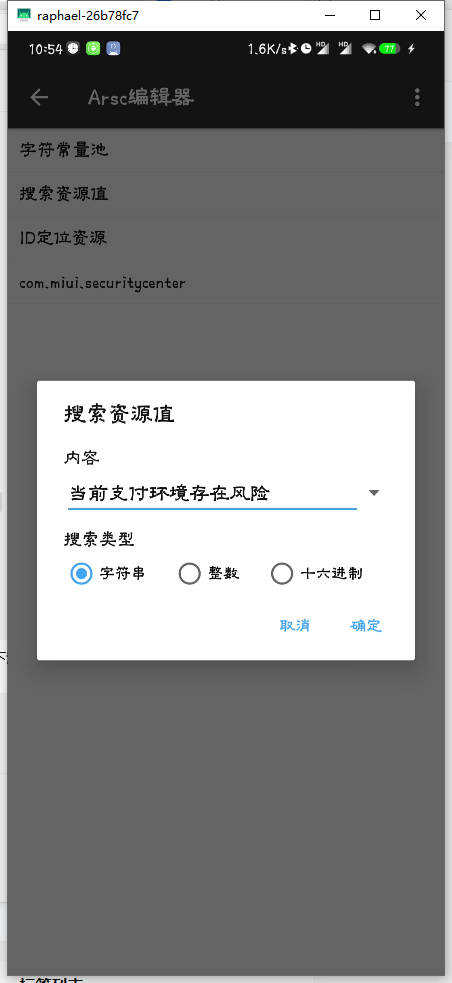 raphael-26b78fc7
10:54 1.6K/s HD HD 77
Arsc编辑器
字符常量池
搜索资源值
ID定位资源
com.miui.securitycenter
搜索资源值
内容
当前支付环境存在风险
搜索类型
字符串 整数 十六进制
取消 确定